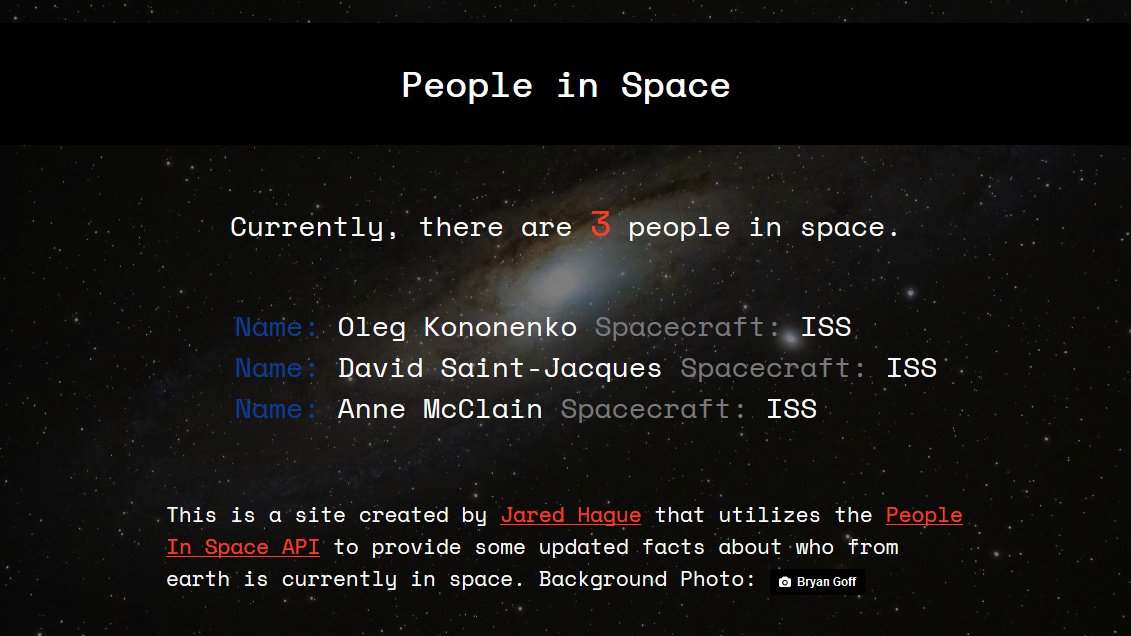 People in Space
Currently, there are 3 people in space.
Name: Oleg Kononenko Spacecraft: ISS
Name: David Saint-Jacques Spacecraft: ISS
Name: Anne McClain Spacecraft: ISS
This is a site created by Jared Hague that utilizes the People
In Space API to provide some updated facts about who from
earth is currently in space. Background Photo: Bryan Goff